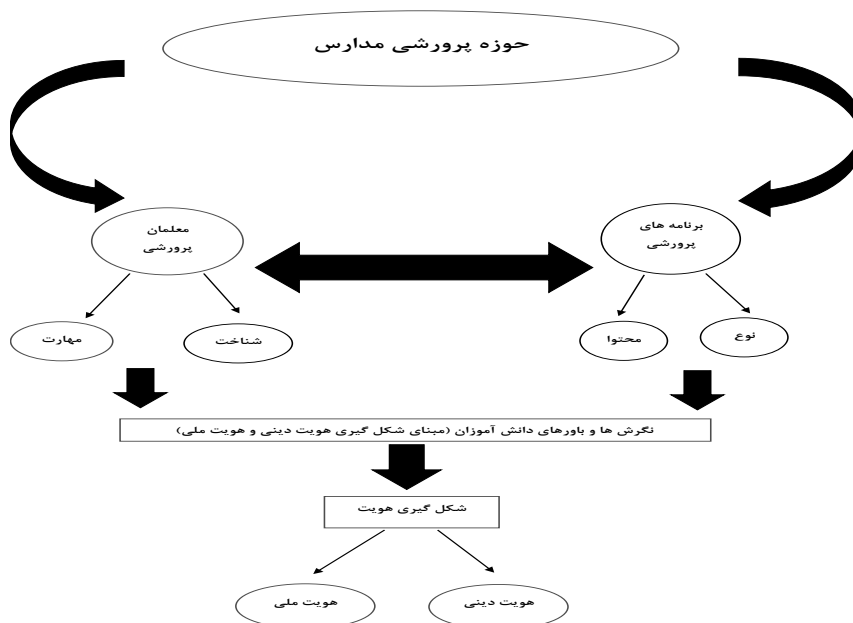 حوزه پرورشی مدارس
برنامه های
پرورشی
معلمان
پرورشی
نوع
محتوا
شناخت
مهارت
نگرش ها و باورهای دانش آموزان (مبنای شکل گیری هویت دینی و هویت ملی)
شکل گیری هویت
هویت دینی
هویت ملی